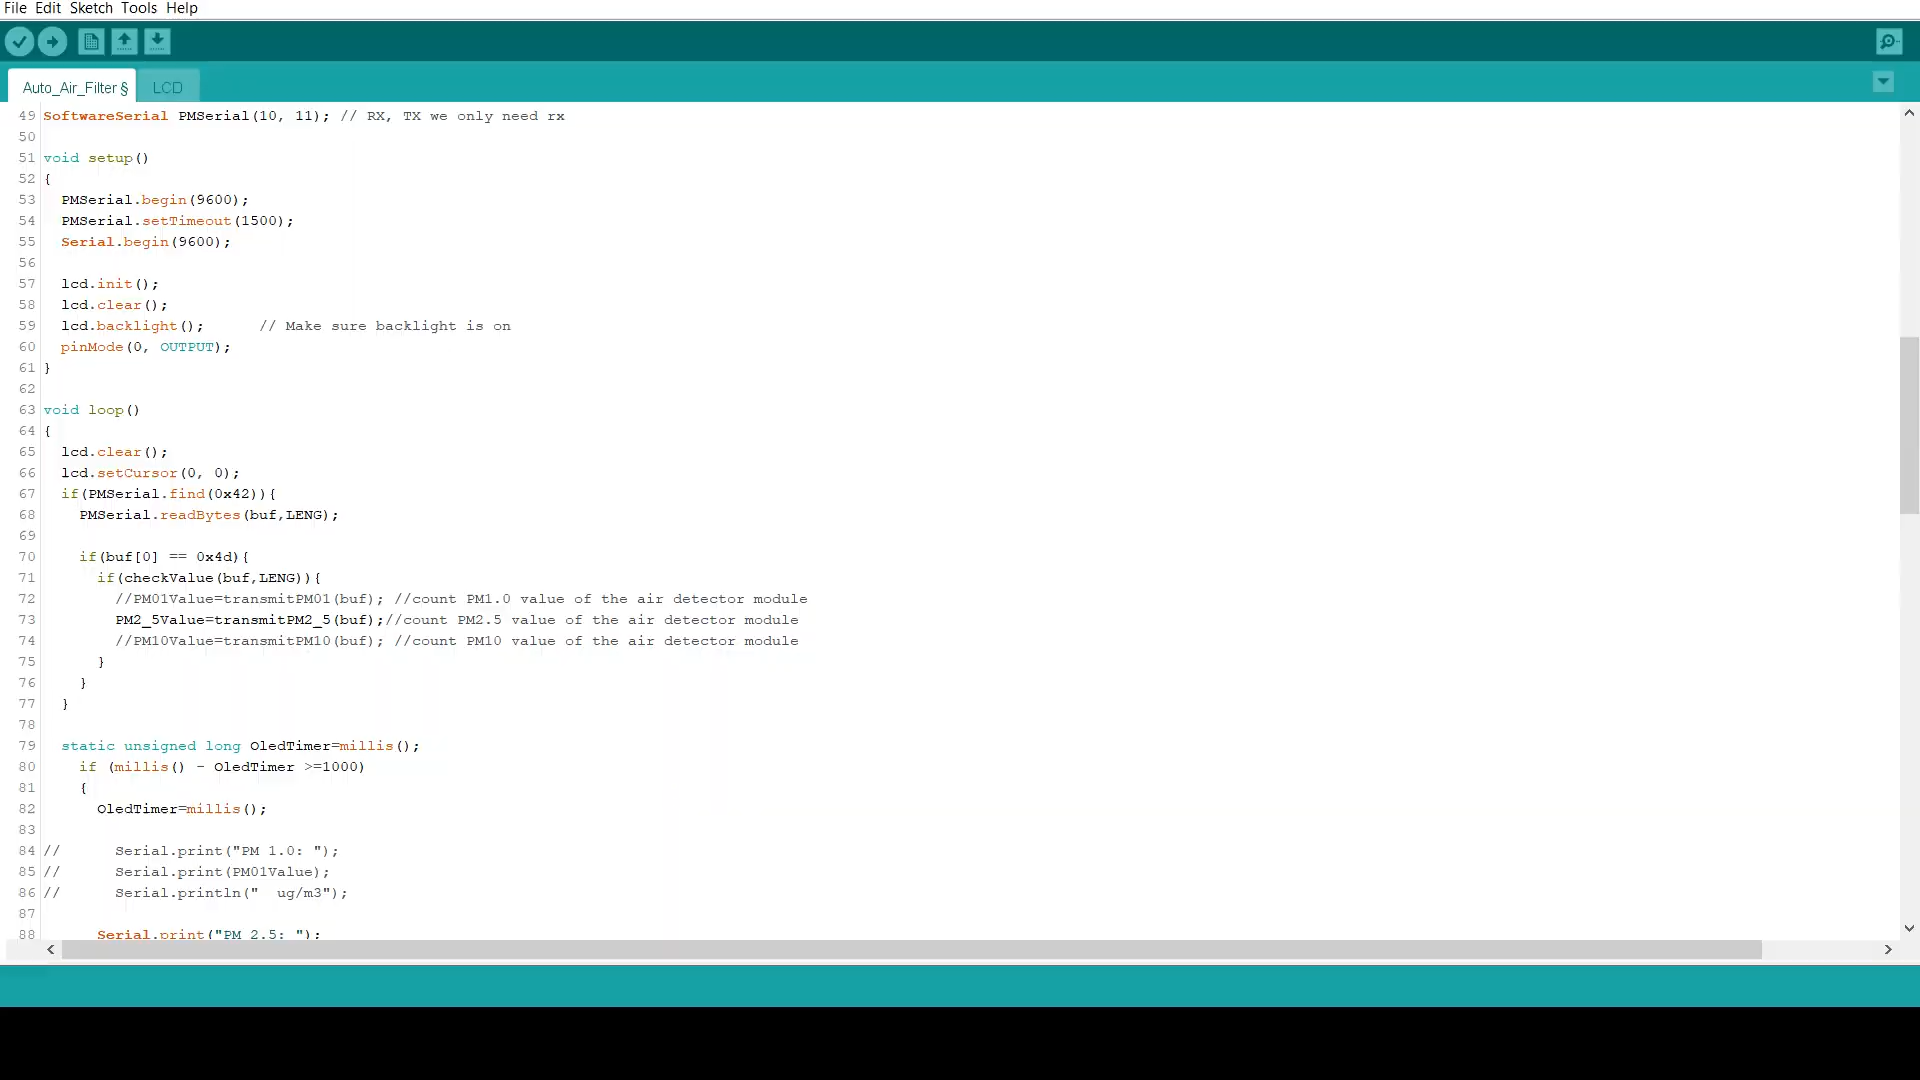 File Edit Sketch Tools Help
Auto_Air_Filter § LCD
49 SoftwareSerial PMSerial(10, 11); // RX, TX we only need rx
50
51 void setup()
52 {
53 PMSerial.begin(9600);
54 PMSerial.setTimeout(1500);
55 Serial.begin(9600);
56
57 lcd.init();
58 lcd.clear();
59 lcd.backlight(); // Make sure backlight is on
60 pinMode(0, OUTPUT);
61 }
62
63 void loop()
64 {
65 lcd.clear();
66 lcd.setCursor(0, 0);
67 if(PMSerial.find(0x42)){
68 PMSerial.readBytes(buf,LENG);
69
70 if(buf[0] == 0x4d){
71 if(checkValue(buf,LENG)){
72 //PM01Value=transmitPM01(buf); //count PM1.0 value of the air detector module
73 PM2_5Value=transmitPM2_5(buf);//count PM2.5 value of the air detector module
74 //PM10Value=transmitPM10(buf); //count PM10 value of the air detector module
75 }
76 }
77 }
78
79 static unsigned long OledTimer=millis();
80 if (millis() - OledTimer >=1000)
81 {
82 OledTimer=millis();
83
84 // Serial.print("PM 1.0: ");
85 // Serial.print(PM01Value);
86 // Serial.println("  ug/m3");
87
88 Serial.print("PM 2.5: ");